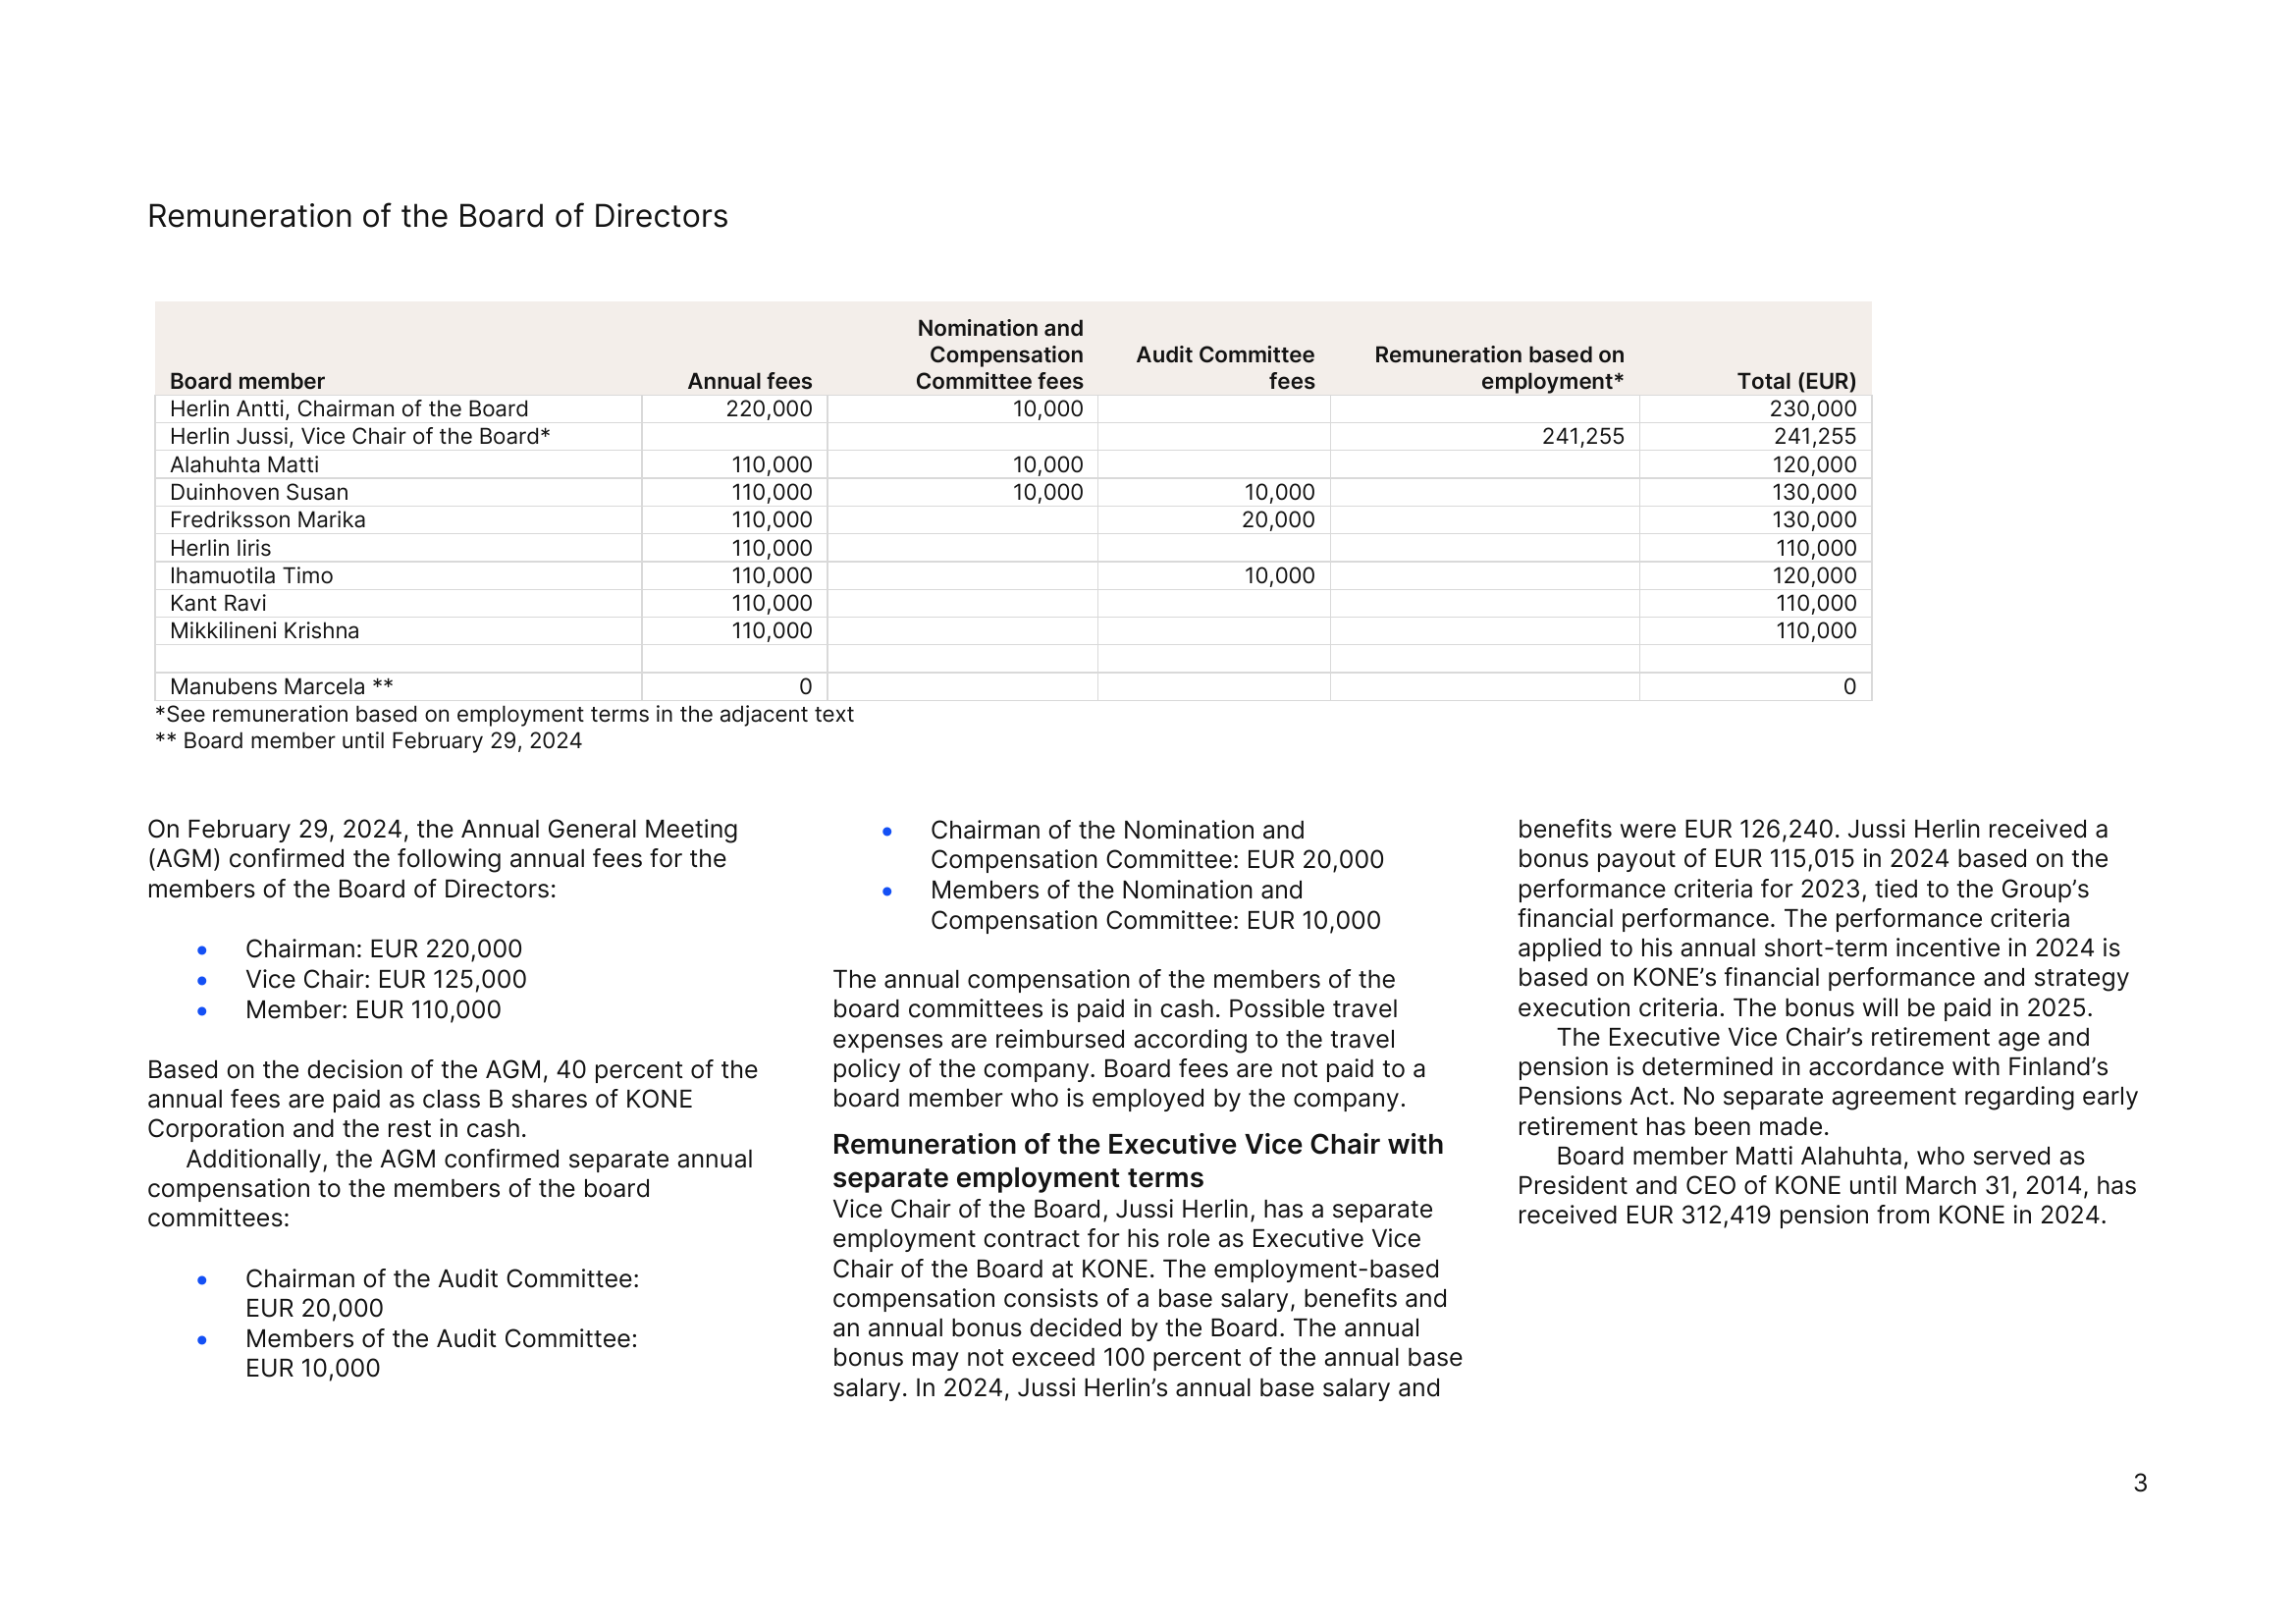 Remuneration of the Board of Directors
Board member Annual fees Nomination and Compensation Committee fees Audit Committee fees Remuneration based on employment* Total (EUR)
Herlin Antti, Chairman of the Board 220,000 10,000 230,000
Herlin Jussi, Vice Chair of the Board* 241,255 241,255
Alahuhta Matti 110,000 10,000 120,000
Duinhoven Susan 110,000 10,000 10,000 130,000
Fredriksson Marika 110,000 20,000 130,000
Herlin Iiris 110,000 110,000
Ihamuotila Timo 110,000 10,000 120,000
Kant Ravi 110,000 110,000
Mikkilineni Krishna 110,000 110,000
Manubens Marcela ** 0 0
*See remuneration based on employment terms in the adjacent text
** Board member until February 29, 2024
On February 29, 2024, the Annual General Meeting
(AGM) confirmed the following annual fees for the
members of the Board of Directors:
• Chairman: EUR 220,000
• Vice Chair: EUR 125,000
• Member: EUR 110,000
Based on the decision of the AGM, 40 percent of the
annual fees are paid as class B shares of KONE
Corporation and the rest in cash.
Additionally, the AGM confirmed separate annual
compensation to the members of the board
committees:
• Chairman of the Audit Committee:
EUR 20,000
• Members of the Audit Committee:
EUR 10,000
• Chairman of the Nomination and
Compensation Committee: EUR 20,000
• Members of the Nomination and
Compensation Committee: EUR 10,000
The annual compensation of the members of the
board committees is paid in cash. Possible travel
expenses are reimbursed according to the travel
policy of the company. Board fees are not paid to a
board member who is employed by the company.
Remuneration of the Executive Vice Chair with
separate employment terms
Vice Chair of the Board, Jussi Herlin, has a separate
employment contract for his role as Executive Vice
Chair of the Board at KONE. The employment-based
compensation consists of a base salary, benefits and
an annual bonus decided by the Board. The annual
bonus may not exceed 100 percent of the annual base
salary. In 2024, Jussi Herlin’s annual base salary and
benefits were EUR 126,240. Jussi Herlin received a
bonus payout of EUR 115,015 in 2024 based on the
performance criteria for 2023, tied to the Group’s
financial performance. The performance criteria
applied to his annual short-term incentive in 2024 is
based on KONE’s financial performance and strategy
execution criteria. The bonus will be paid in 2025.
The Executive Vice Chair’s retirement age and
pension is determined in accordance with Finland’s
Pensions Act. No separate agreement regarding early
retirement has been made.
Board member Matti Alahuhta, who served as
President and CEO of KONE until March 31, 2014, has
received EUR 312,419 pension from KONE in 2024.
3